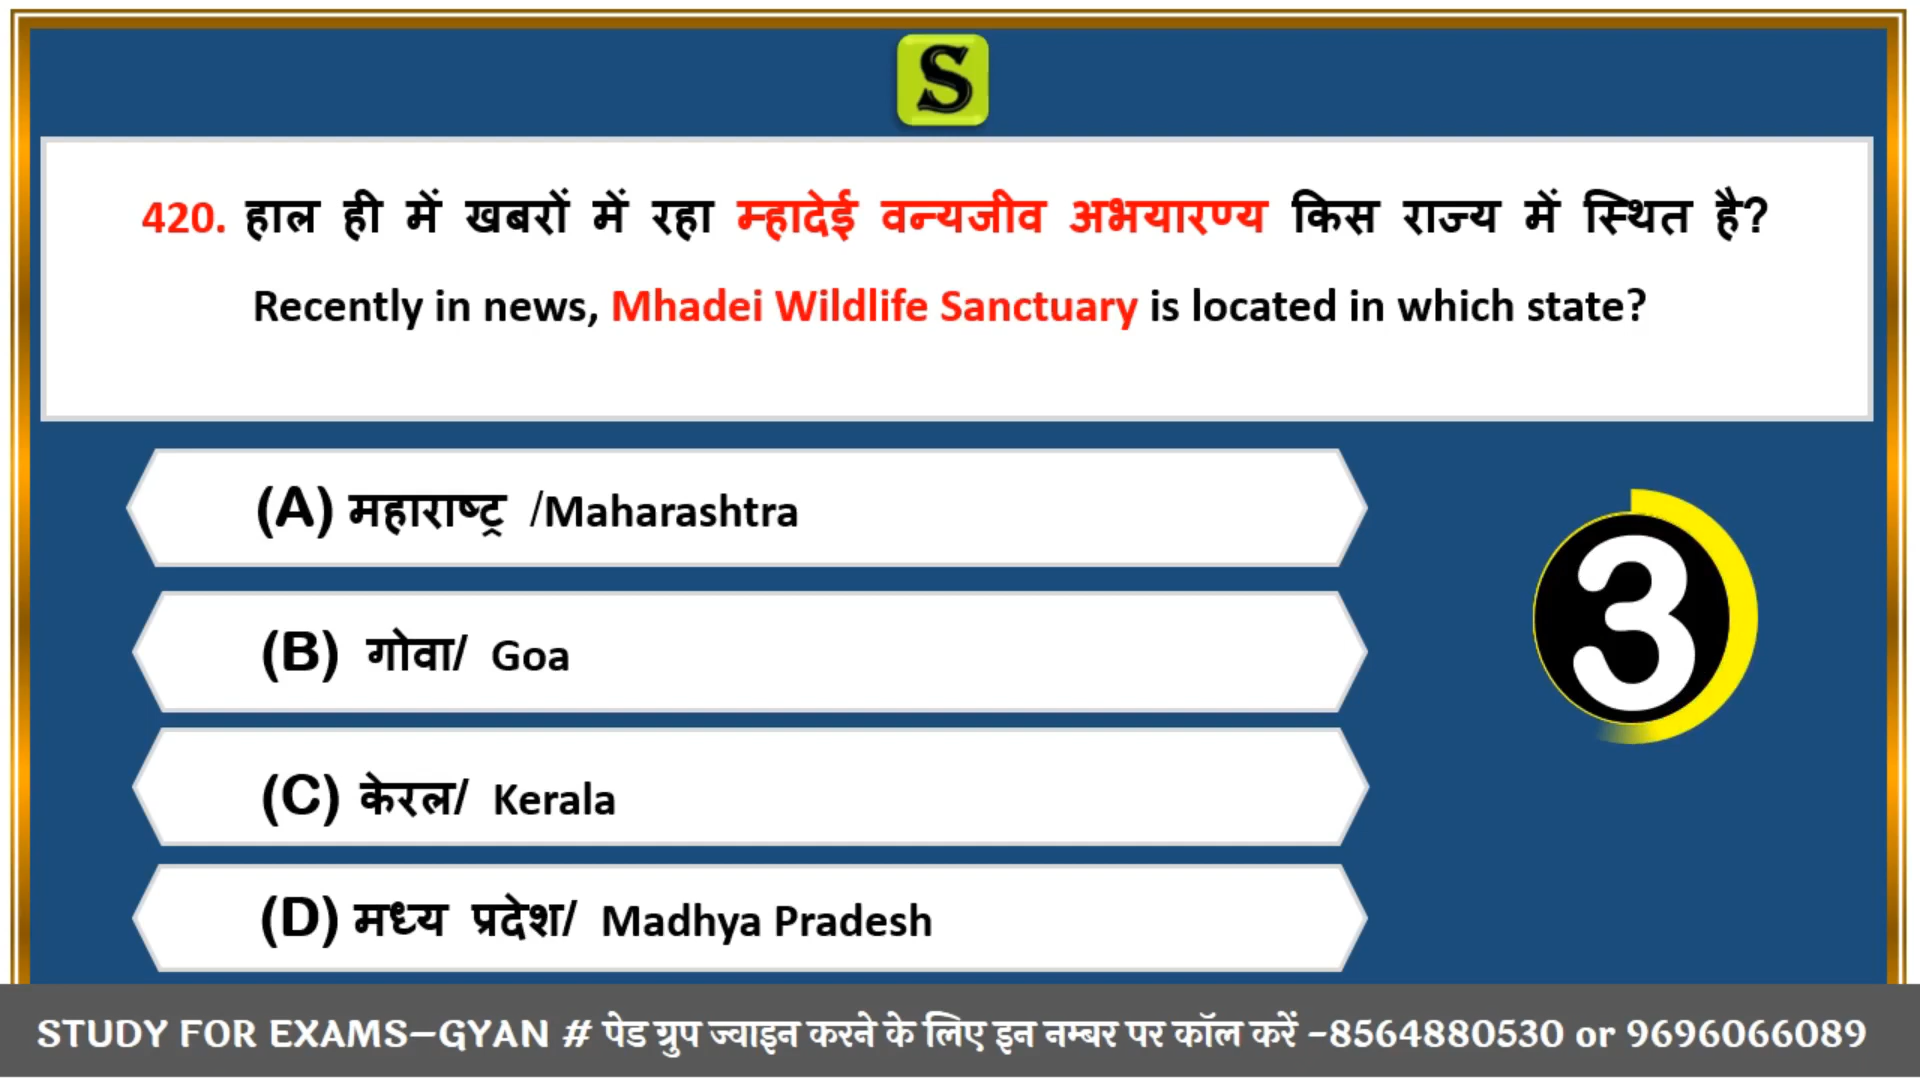 S
420. हाल ही में खबरों में रहा म्हादेई वन्यजीव अभयारण्य किस राज्य में स्थित है?
Recently in news, Mhadei Wildlife Sanctuary is located in which state?
(A) महाराष्ट्र /Maharashtra
(B) गोवा/ Goa
3
(C) केरल/ Kerala
(D) मध्य प्रदेश/ Madhya Pradesh
STUDY FOR EXAMS–GYAN # पेड ग्रुप ज्वाइन करने के लिए इन नम्बर पर कॉल करें –8564880530 or 9696066089